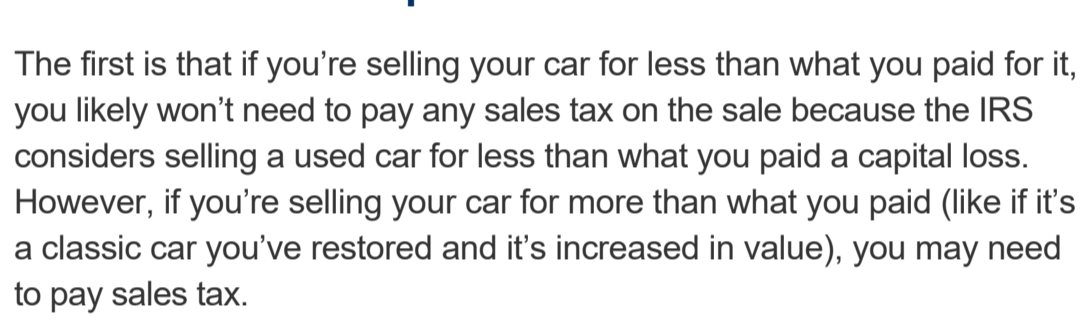 The first is that if you’re selling your car for less than what you paid for it,
you likely won’t need to pay any sales tax on the sale because the IRS
considers selling a used car for less than what you paid a capital loss.
However, if you’re selling your car for more than what you paid (like if it’s
a classic car you’ve restored and it’s increased in value), you may need
to pay sales tax.